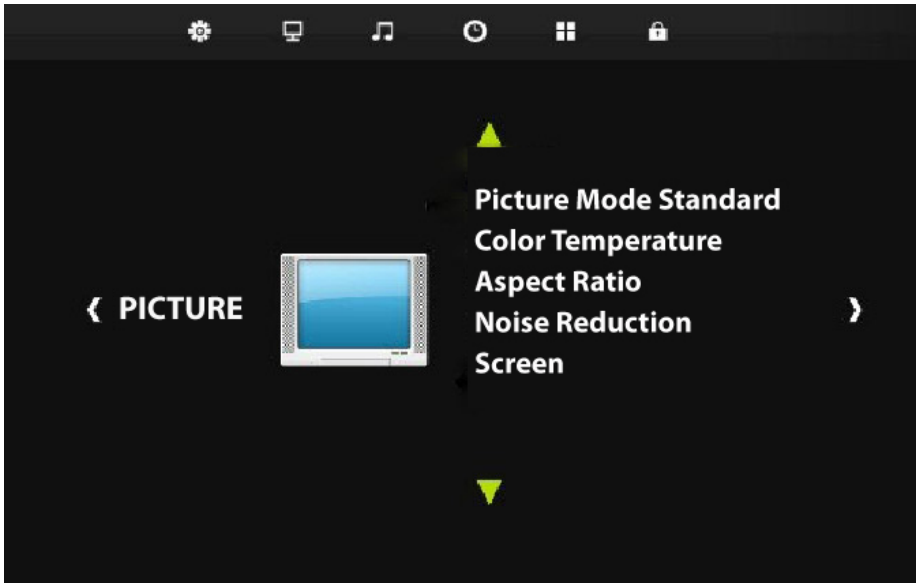 PICTURE
Picture Mode Standard
Color Temperature
Aspect Ratio
Noise Reduction
Screen